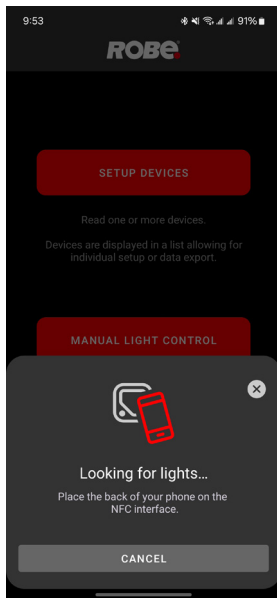 9:53
91%
ROBE
SETUP DEVICES
Read one or more devices.
Devices are displayed in a list allowing for
individual setup or data export.
MANUAL LIGHT CONTROL
Looking for lights...
Place the back of your phone on the
NFC interface.
CANCEL